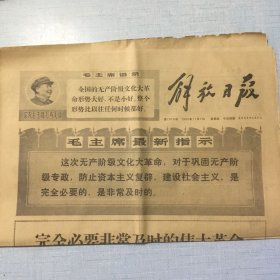 毛主席指示
全国的无产阶级文化大革
命形势大好，不是小好。整个
形势比以往任何时候都好。
解放日报
毛主席最新指示
这次无产阶级文化大革命，对于巩固无产阶
级专政，防止资本主义复辟，建设社会主义，是
完全必要的，是非常及时的。
完全必要非常及时的伟大革命